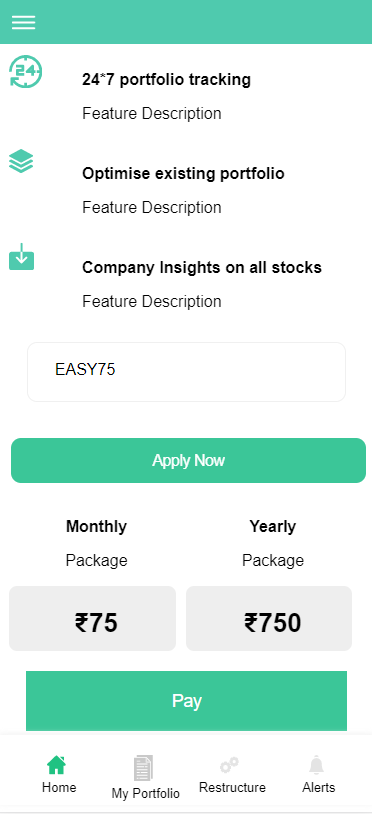 24
24*7 portfolio tracking
Feature Description
Optimise existing portfolio
Feature Description
Company Insights on all stocks
Feature Description
EASY75
Apply Now
Monthly Yearly
Package Package
₹75 ₹750
Pay
Home My Portfolio Restructure Alerts